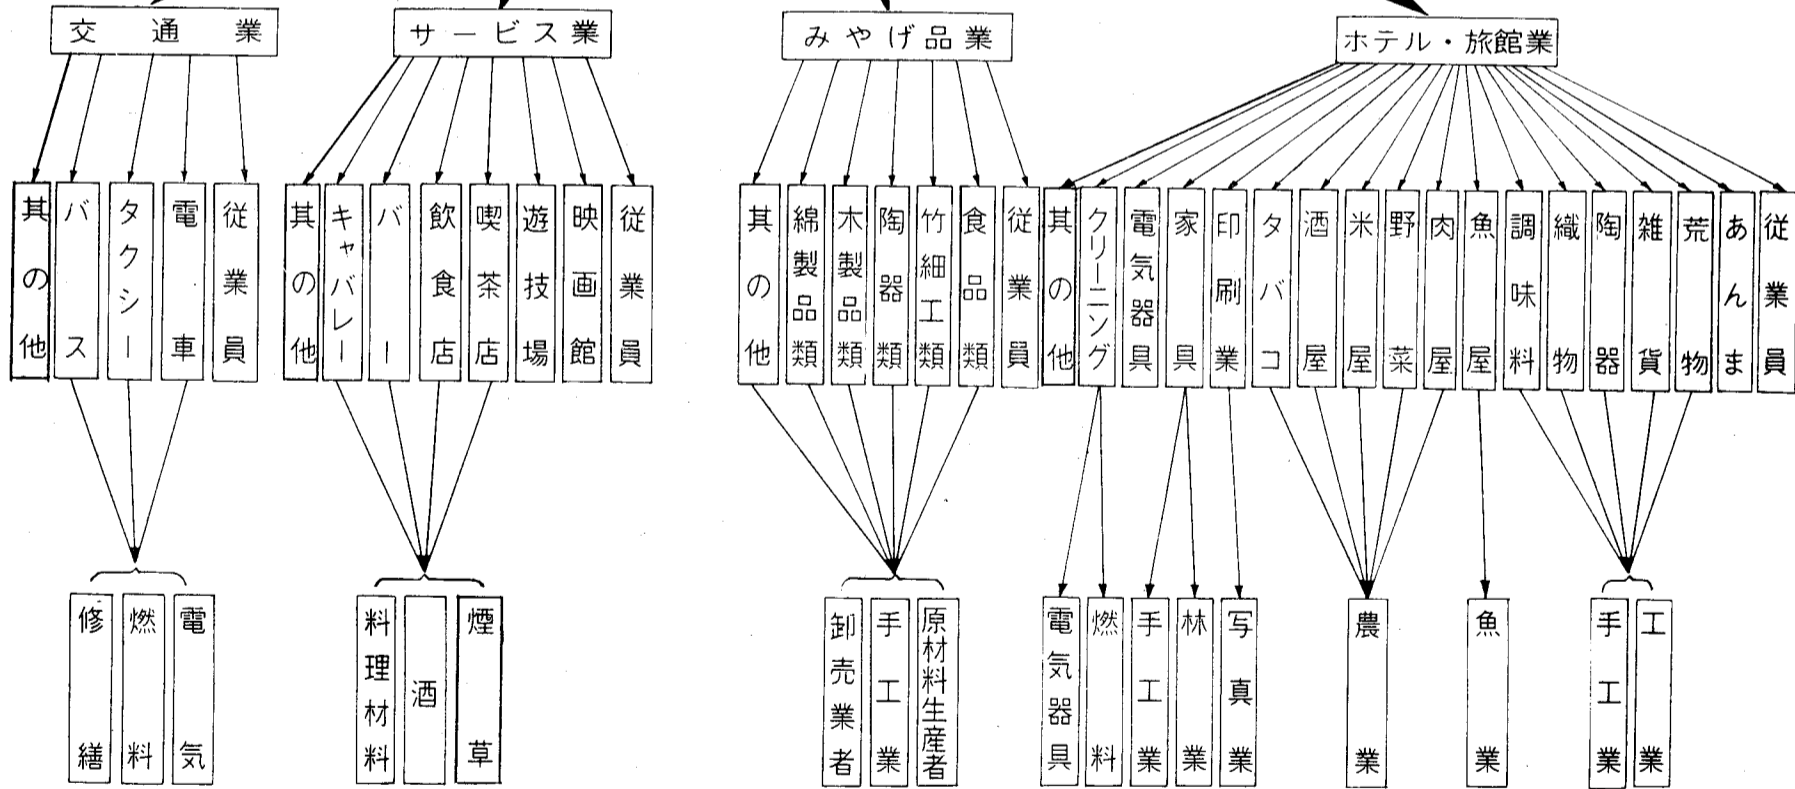 交通業
サービス業
みやげ品業
ホテル・旅館業
其の他
バス
タクシー
電車
従業員
其の他
キャバレー
バー
飲食店
喫茶店
遊技場
映画館
従業員
其の他
綿製品類
木製品類
陶器類
竹細工類
食品類
従業員
其の他
クリーニング
電気器具
家具
印刷業
タバコ
酒屋
米屋
野菜
肉屋
魚屋
調味料
織物
陶器
雑貨
荒物
あんま
従業員
修繕
燃料
電気
料理材料
酒
煙草
卸売業者
手工業
原材料生産者
電気器具
燃料
手工業
林業
写真業
農業
魚業
手工業
工業